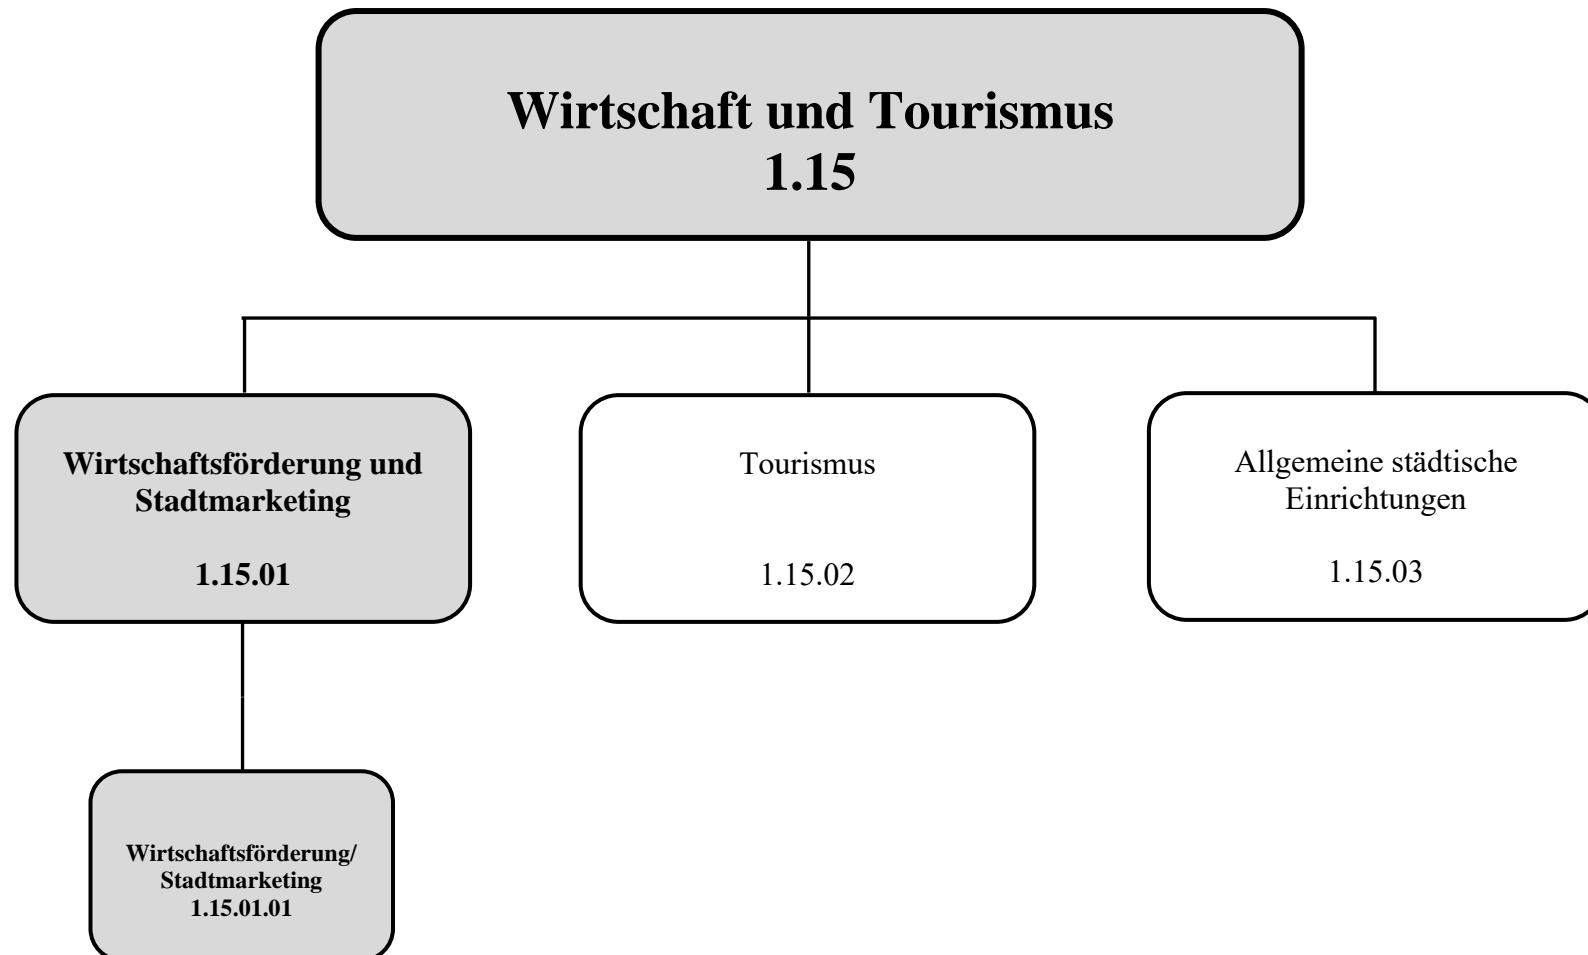 Wirtschaft und Tourismus
1.15
Wirtschaftsförderung und
Stadtmarketing
1.15.01
Tourismus
1.15.02
Allgemeine städtische
Einrichtungen
1.15.03
Wirtschaftsförderung/
Stadtmarketing
1.15.01.01